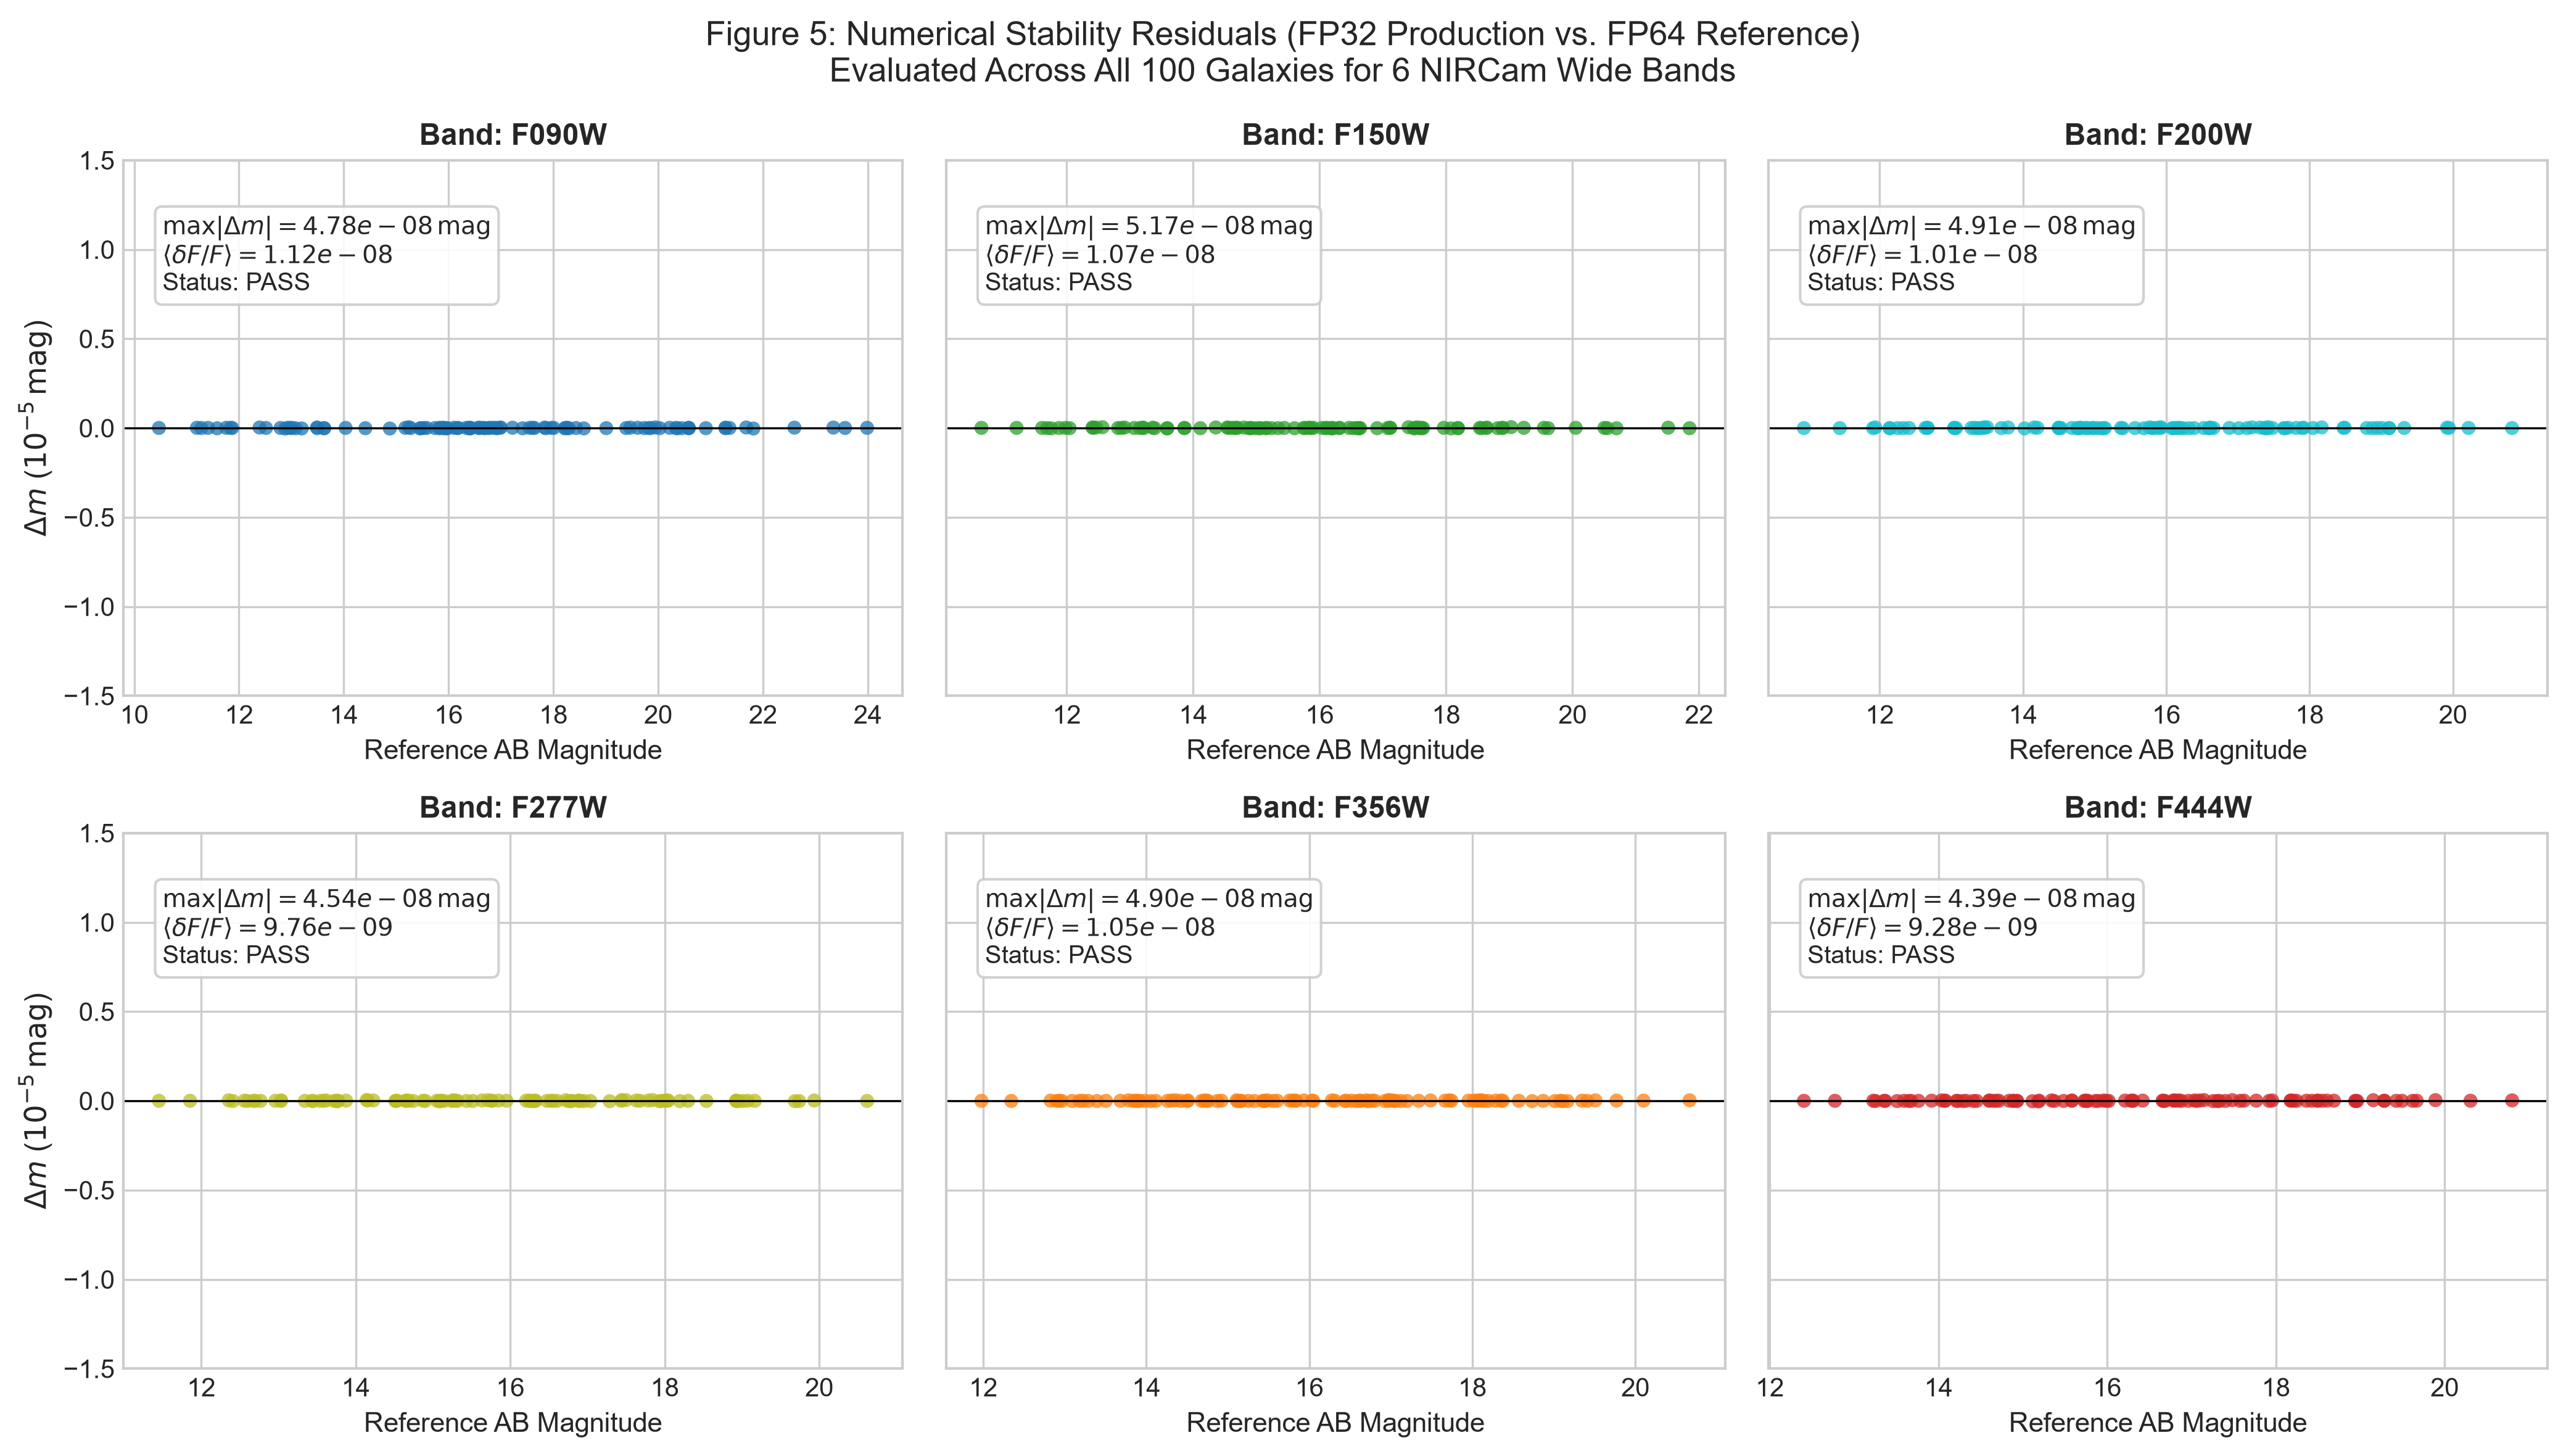 Figure 5: Numerical Stability Residuals (FP32 Production vs. FP64 Reference)
Evaluated Across All 100 Galaxies for 6 NIRCam Wide Bands
Band: F090W
1.5
1.0
0.5
0.0
−0.5
−1.0
−1.5
Δm (10⁻⁵ mag)
max|Δm| = 4.78e − 08 mag
⟨δF/F⟩ = 1.12e − 08
Status: PASS
10 12 14 16 18 20 22 24
Reference AB Magnitude
Band: F150W
max|Δm| = 5.17e − 08 mag
⟨δF/F⟩ = 1.07e − 08
Status: PASS
12 14 16 18 20 22
Reference AB Magnitude
Band: F200W
max|Δm| = 4.91e − 08 mag
⟨δF/F⟩ = 1.01e − 08
Status: PASS
12 14 16 18 20
Reference AB Magnitude
Band: F277W
1.5
1.0
0.5
0.0
−0.5
−1.0
−1.5
Δm (10⁻⁵ mag)
max|Δm| = 4.54e − 08 mag
⟨δF/F⟩ = 9.76e − 09
Status: PASS
12 14 16 18 20
Reference AB Magnitude
Band: F356W
max|Δm| = 4.90e − 08 mag
⟨δF/F⟩ = 1.05e − 08
Status: PASS
12 14 16 18 20
Reference AB Magnitude
Band: F444W
max|Δm| = 4.39e − 08 mag
⟨δF/F⟩ = 9.28e − 09
Status: PASS
12 14 16 18 20
Reference AB Magnitude